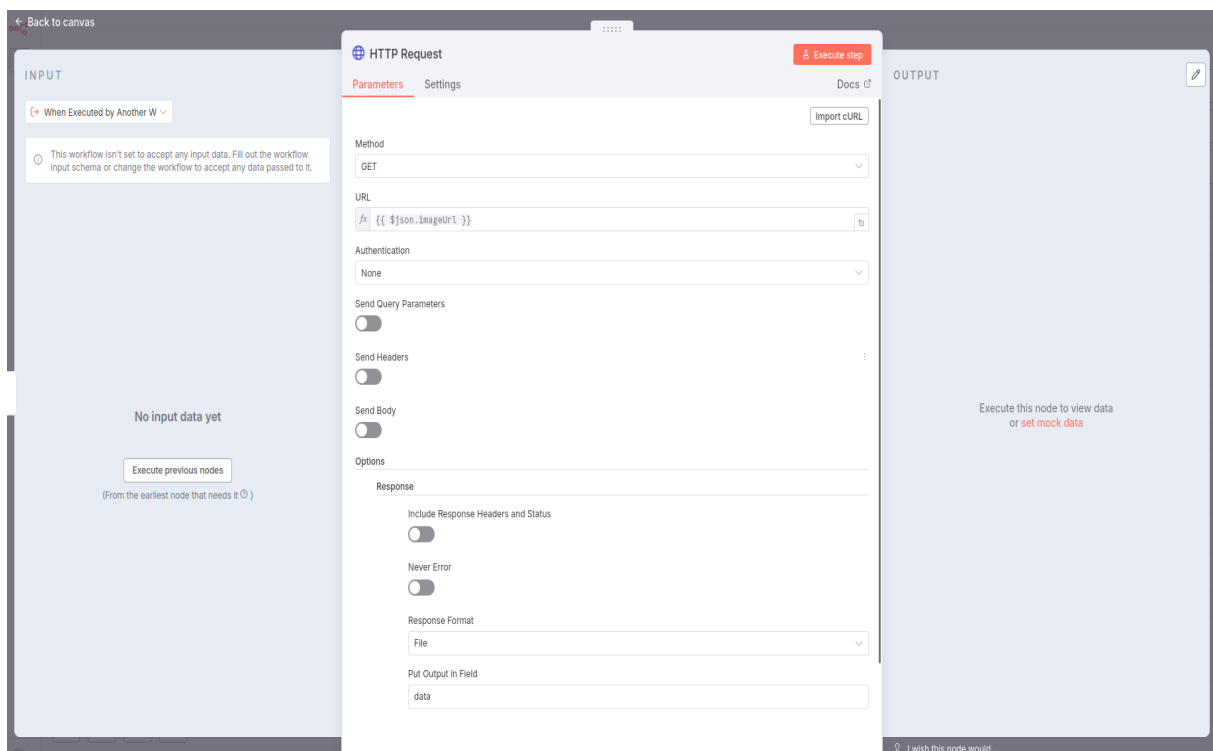 Back to canvas
INPUT
When Executed by Another W
This workflow isn't set to accept any input data. Fill out the workflow
input schema or change the workflow to accept any data passed to it.
No input data yet
Execute previous nodes
(From the earliest node that needs it )
HTTP Request
Execute step
Parameters Settings Docs
Import cURL
Method
GET
URL
fx {{ $json.imageUrl }}
Authentication
None
Send Query Parameters
Send Headers
Send Body
Options
Response
Include Response Headers and Status
Never Error
Response Format
File
Put Output in Field
data
OUTPUT
Execute this node to view data
or set mock data
I wish this node would